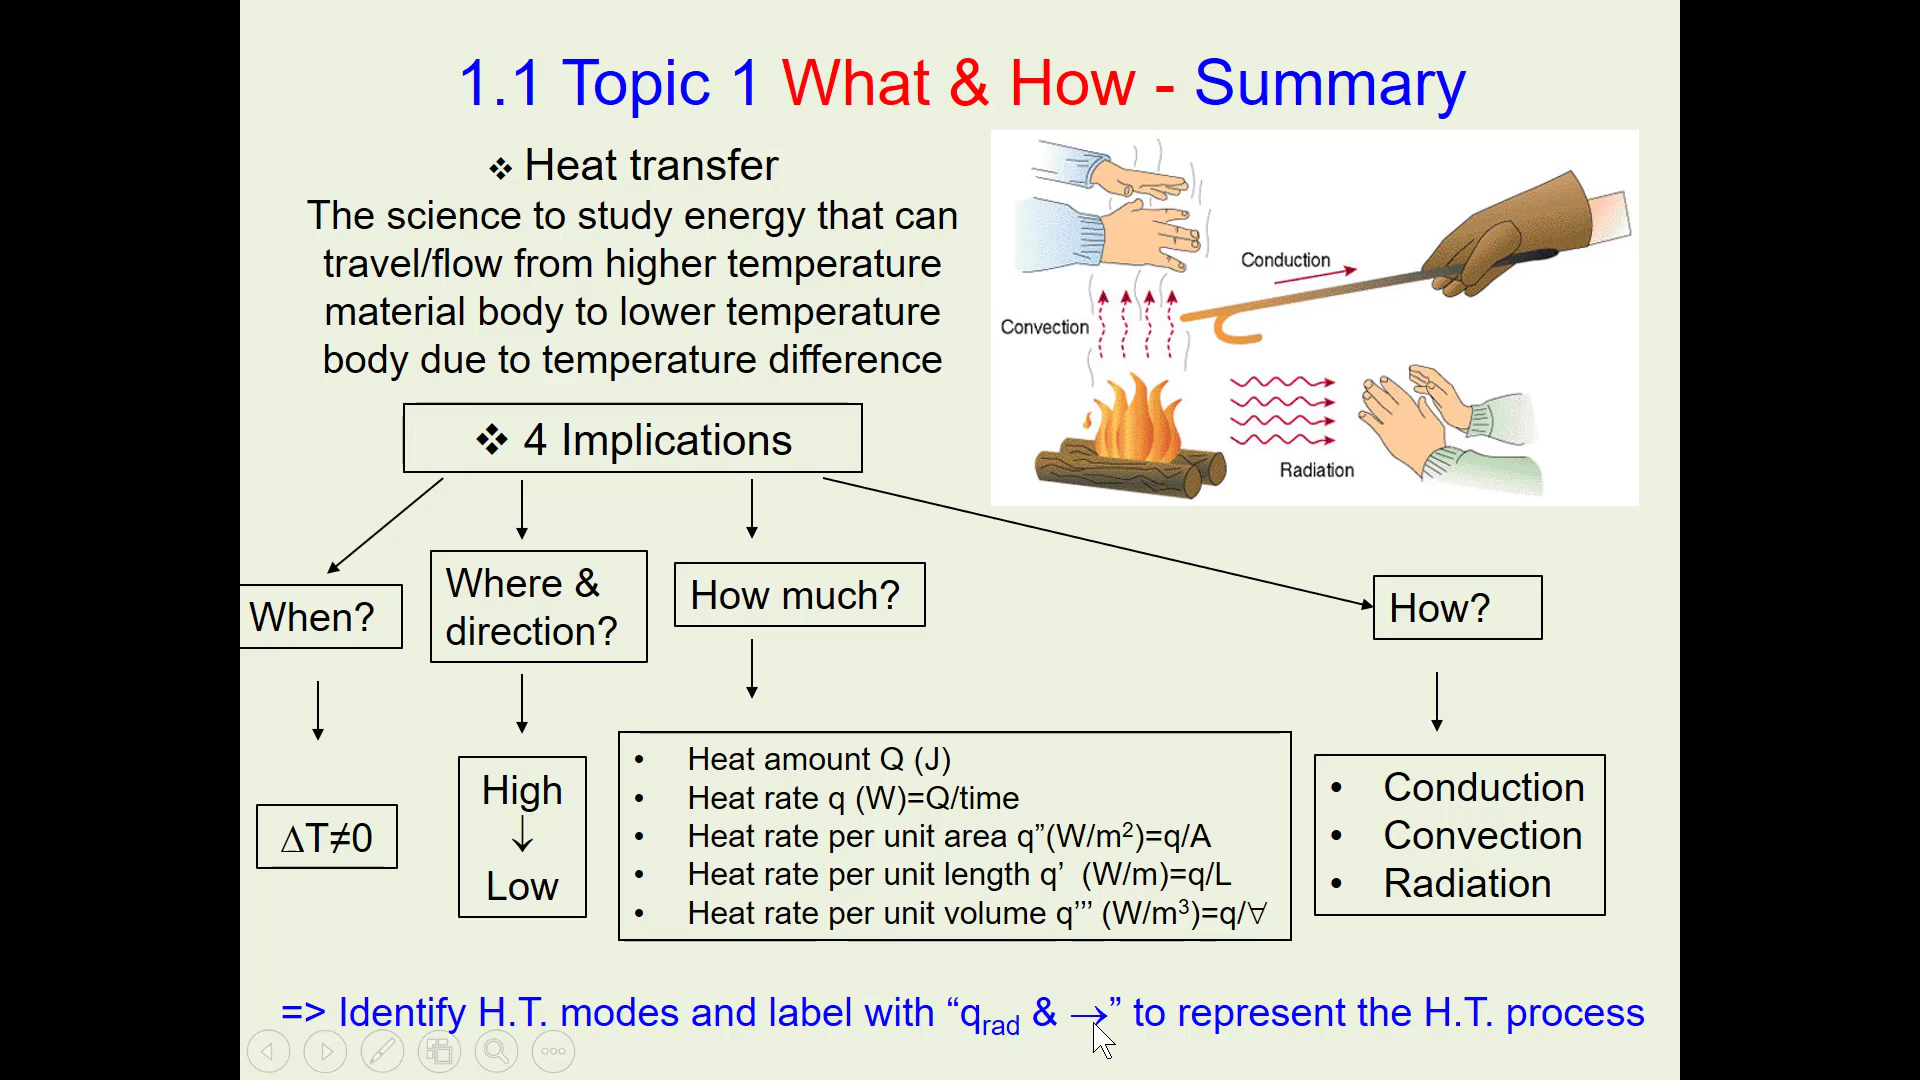 1.1 Topic 1 What & How - Summary
❖ Heat transfer
The science to study energy that can
travel/flow from higher temperature
material body to lower temperature
body due to temperature difference
Conduction
Convection
Radiation
❖ 4 Implications
When?
Where &
direction?
How much?
How?
ΔT≠0
High
↓
Low
• Heat amount Q (J)
• Heat rate q (W)=Q/time
• Heat rate per unit area q”(W/m²)=q/A
• Heat rate per unit length q’ (W/m)=q/L
• Heat rate per unit volume q’’’ (W/m³)=q/∀
• Conduction
• Convection
• Radiation
=> Identify H.T. modes and label with “qrad & →” to represent the H.T. process